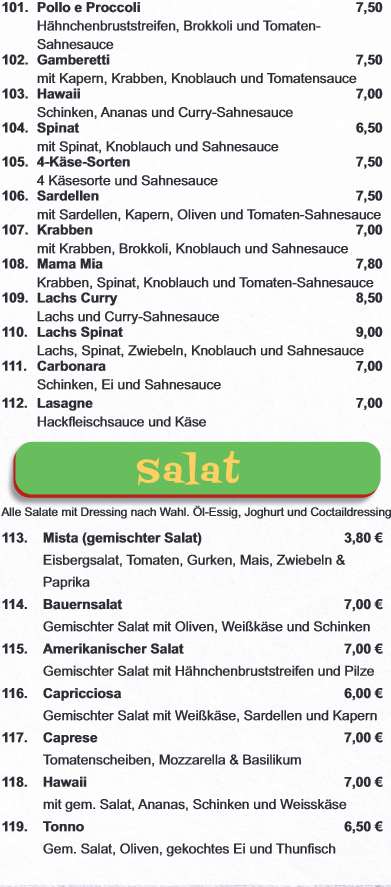 101. Pollo e Proccoli 7,50
Hähnchenbruststreifen, Brokkoli und Tomaten-
Sahnesauce
102. Gamberetti 7,50
mit Kapern, Krabben, Knoblauch und Tomatensauce
103. Hawaii 7,00
Schinken, Ananas und Curry-Sahnesauce
104. Spinat 6,50
mit Spinat, Knoblauch und Sahnesauce
105. 4-Käse-Sorten 7,50
4 Käsesorte und Sahnesauce
106. Sardellen 7,50
mit Sardellen, Kapern, Oliven und Tomaten-Sahnesauce
107. Krabben 7,00
mit Krabben, Brokkoli, Knoblauch und Sahnesauce
108. Mama Mia 7,80
Krabben, Spinat, Knoblauch und Tomaten-Sahnesauce
109. Lachs Curry 8,50
Lachs und Curry-Sahnesauce
110. Lachs Spinat 9,00
Lachs, Spinat, Zwiebeln, Knoblauch und Sahnesauce
111. Carbonara 7,00
Schinken, Ei und Sahnesauce
112. Lasagne 7,00
Hackfleischsauce und Käse
Salat
Alle Salate mit Dressing nach Wahl. Öl-Essig, Joghurt und Coctaildressing
113. Mista (gemischter Salat) 3,80 €
Eisbergsalat, Tomaten, Gurken, Mais, Zwiebeln &
Paprika
114. Bauernsalat 7,00 €
Gemischter Salat mit Oliven, Weißkäse und Schinken
115. Amerikanischer Salat 7,00 €
Gemischter Salat mit Hähnchenbruststreifen und Pilze
116. Capricciosa 6,00 €
Gemischter Salat mit Weißkäse, Sardellen und Kapern
117. Caprese 7,00 €
Tomatenscheiben, Mozzarella & Basilikum
118. Hawaii 7,00 €
mit gem. Salat, Ananas, Schinken und Weisskäse
119. Tonno 6,50 €
Gem. Salat, Oliven, gekochtes Ei und Thunfisch